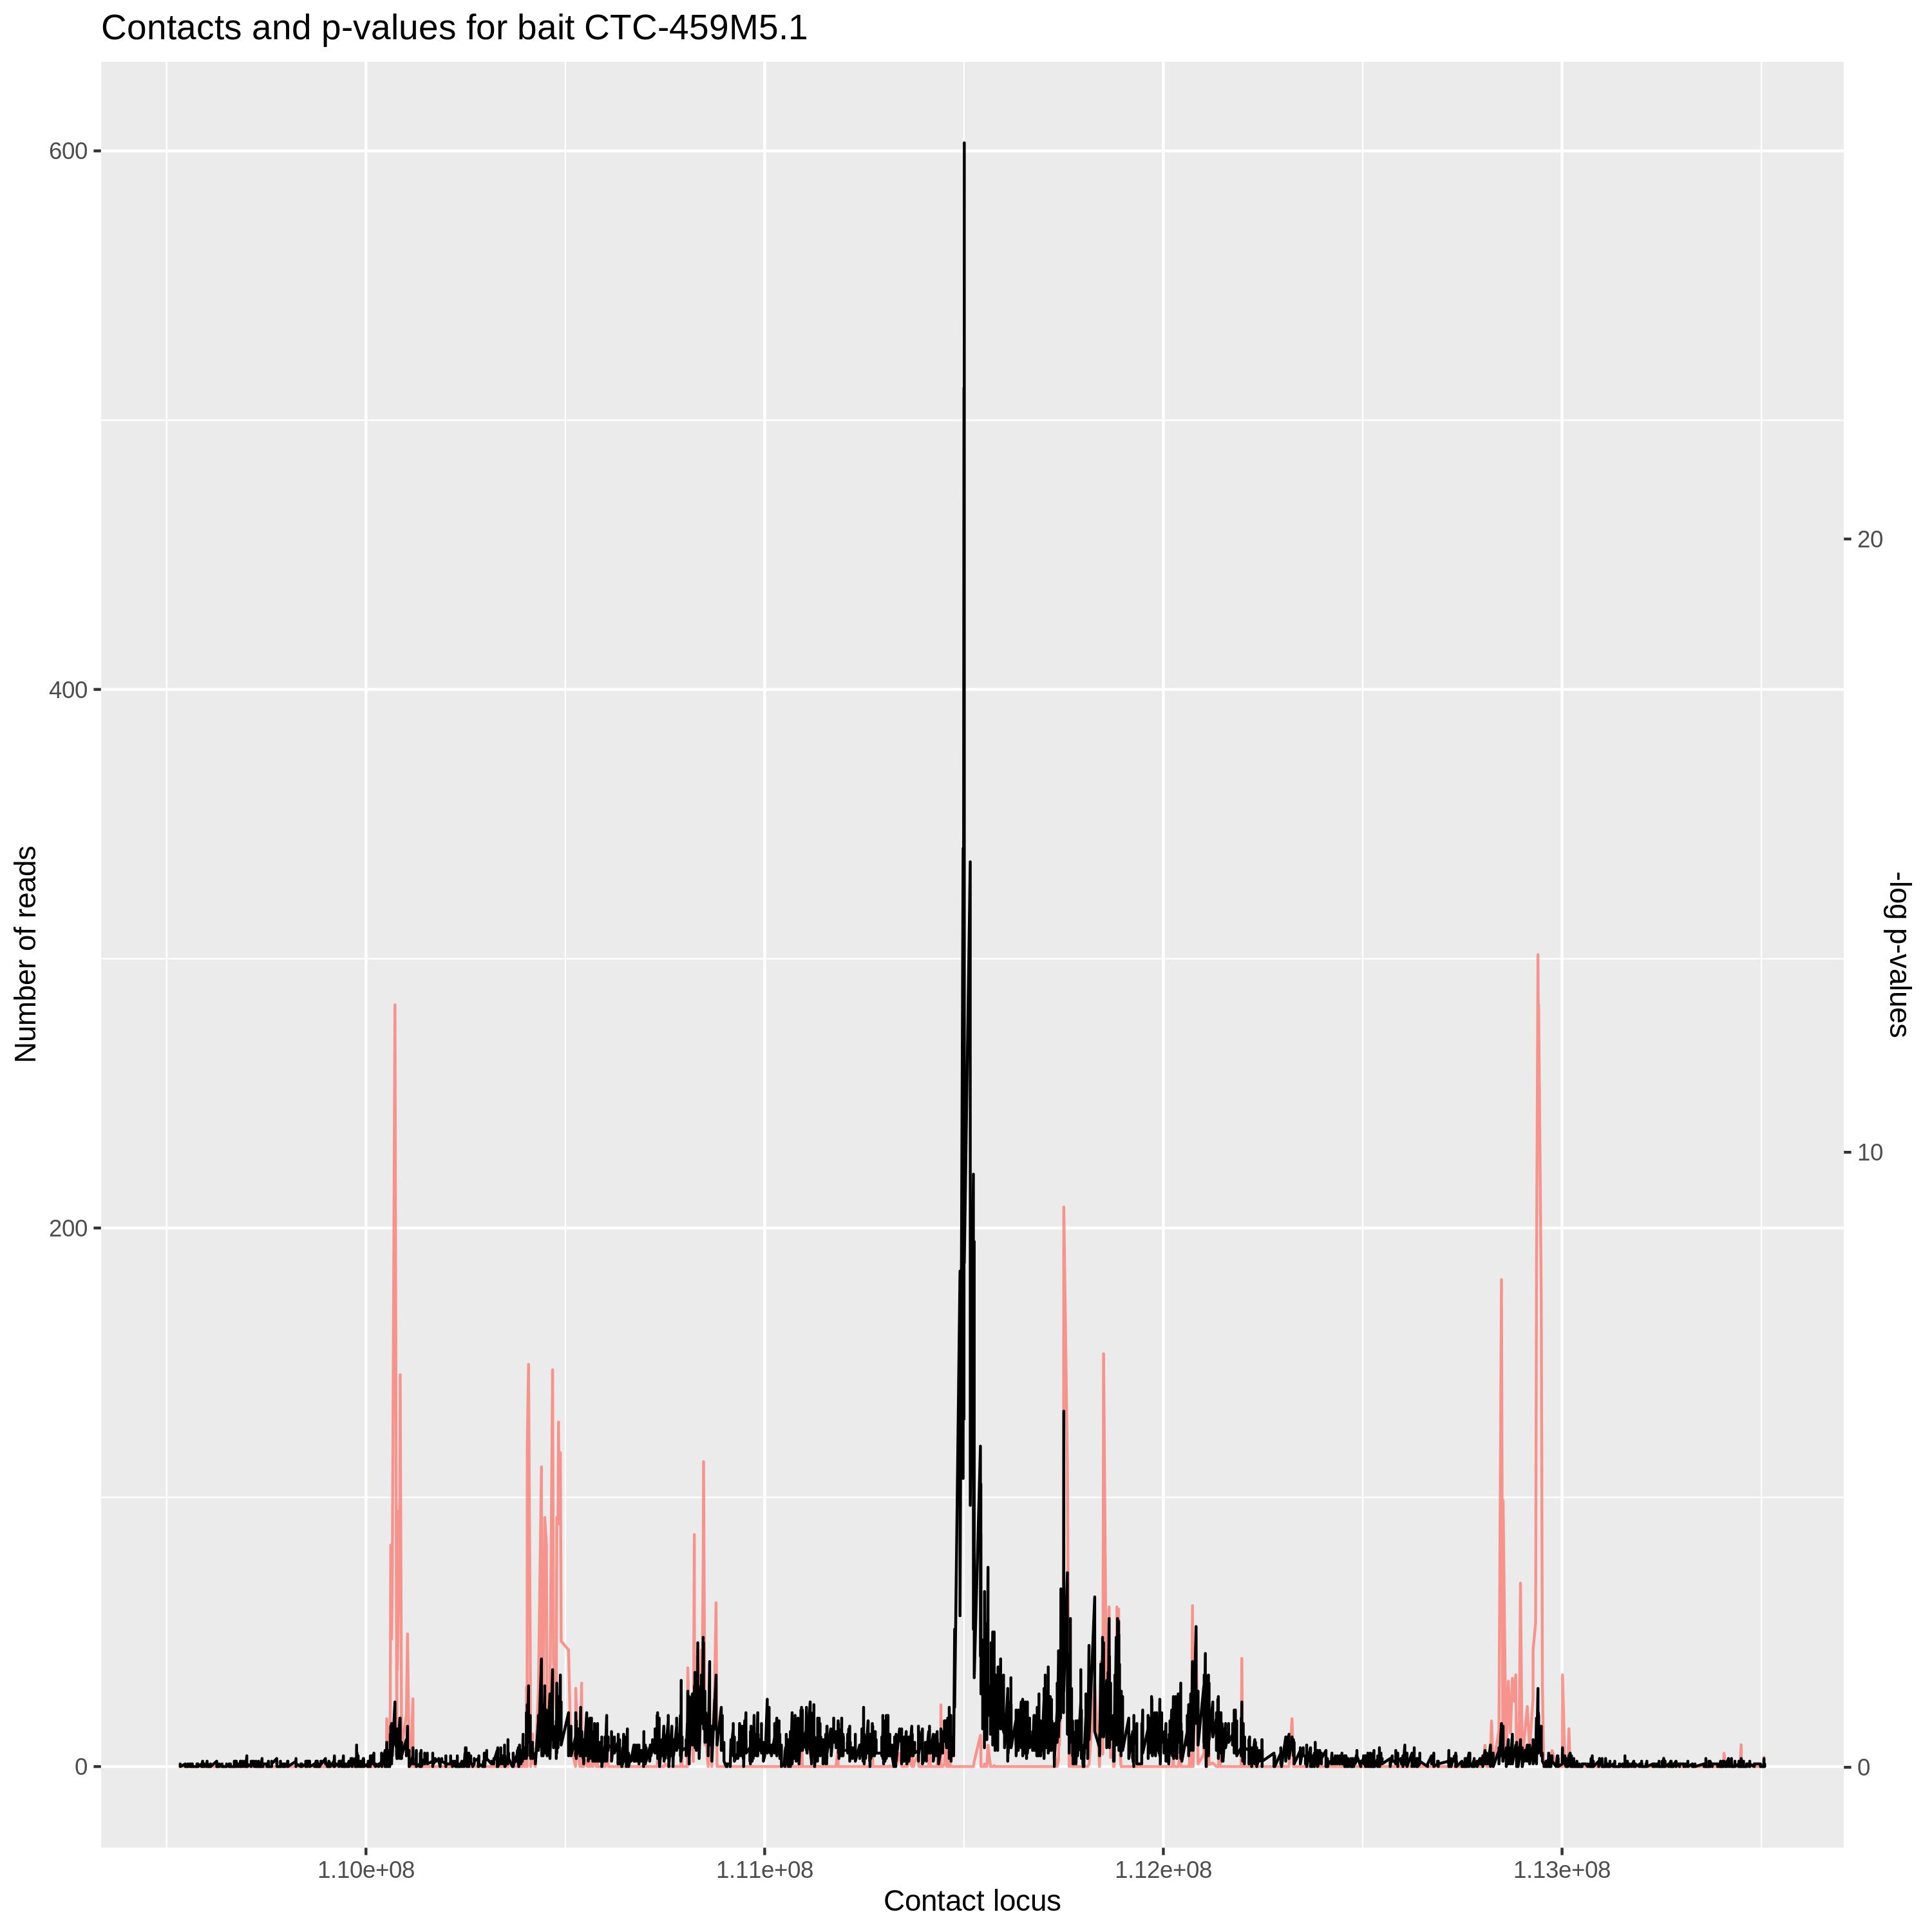 Contacts and p-values for bait CTC-459M5.1
600
400
200
0
Number of reads
20
10
0
-log p-values
1.10e+08
1.11e+08
1.12e+08
1.13e+08
Contact locus